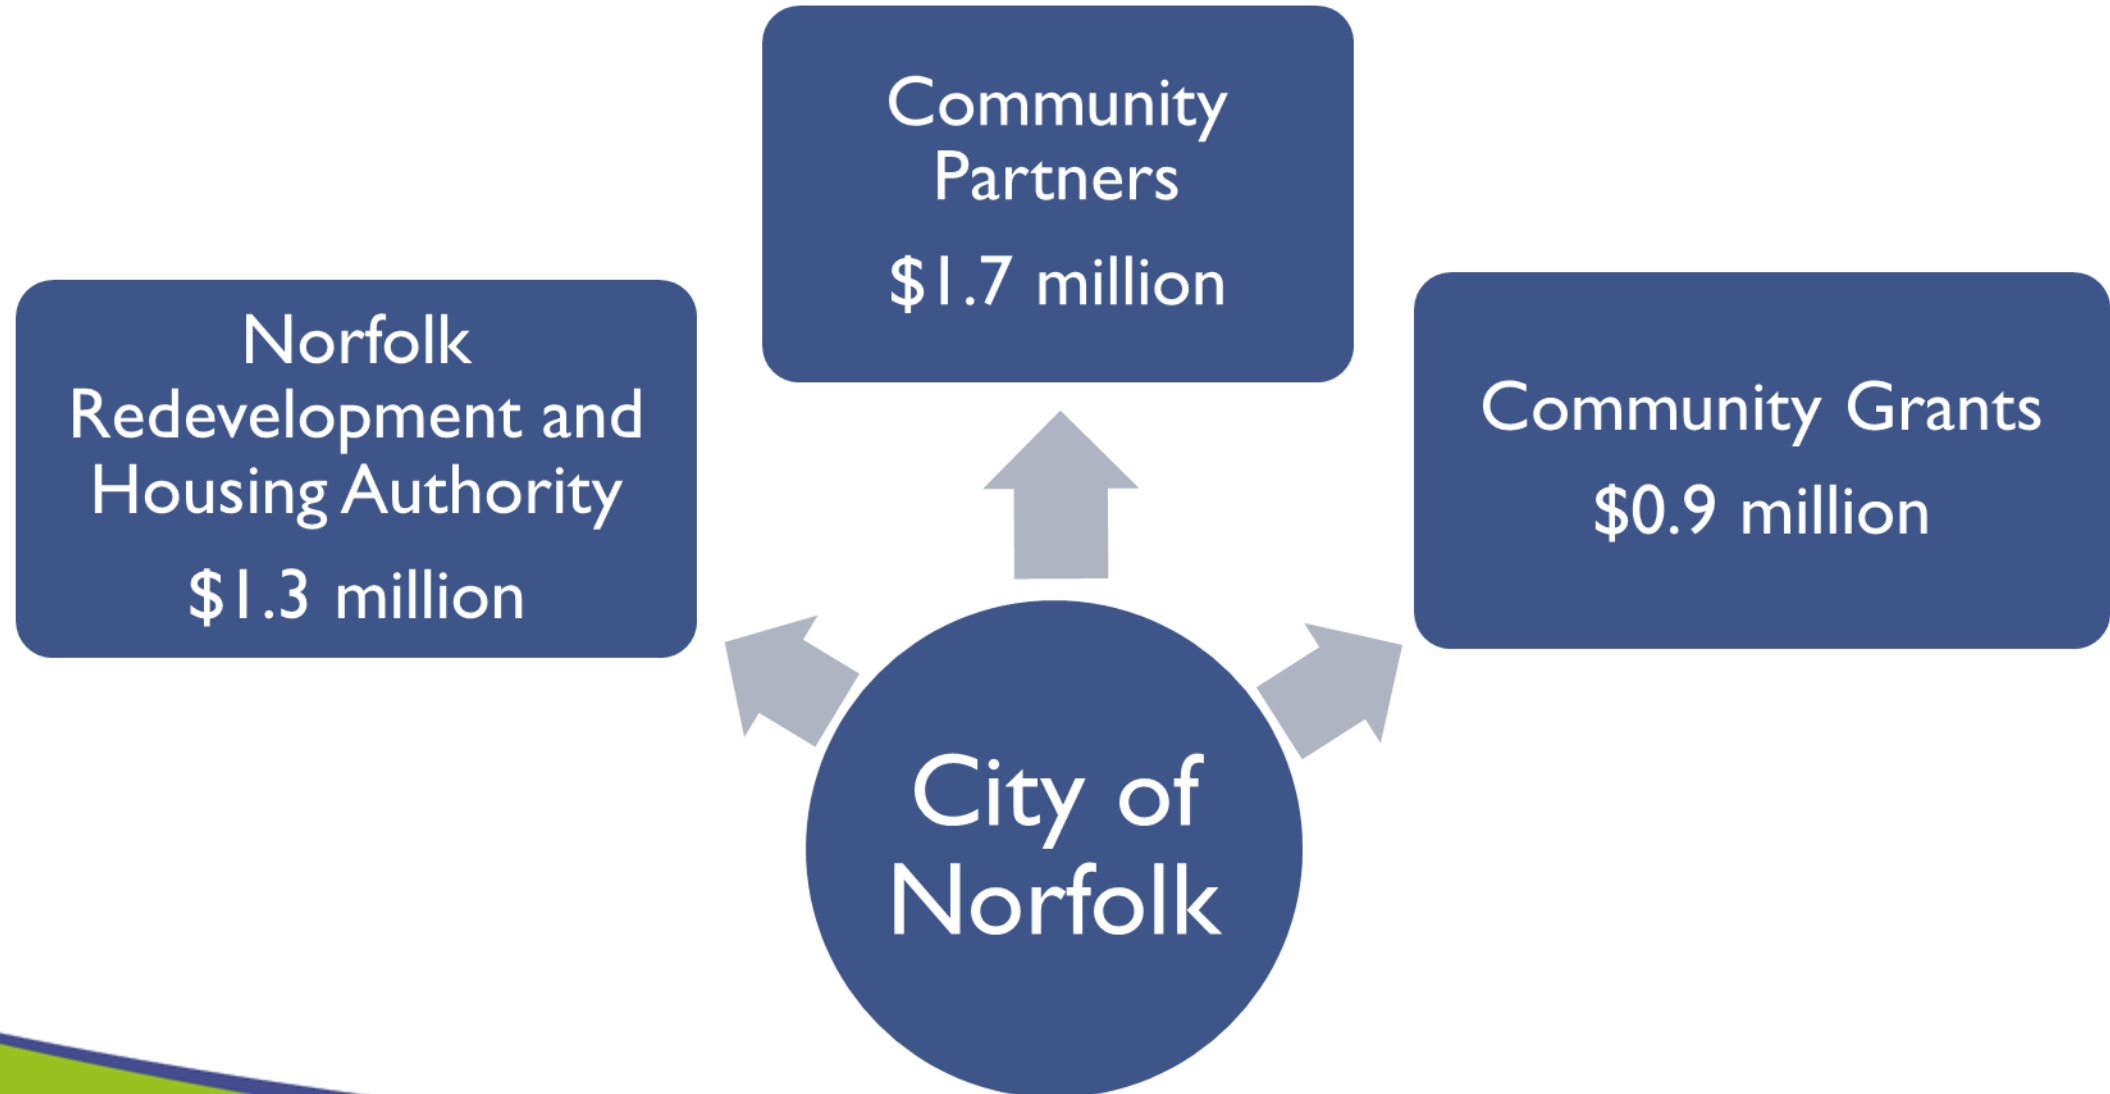 Community
Partners
$1.7 million
Norfolk
Redevelopment and
Housing Authority
$1.3 million
Community Grants
$0.9 million
City of
Norfolk